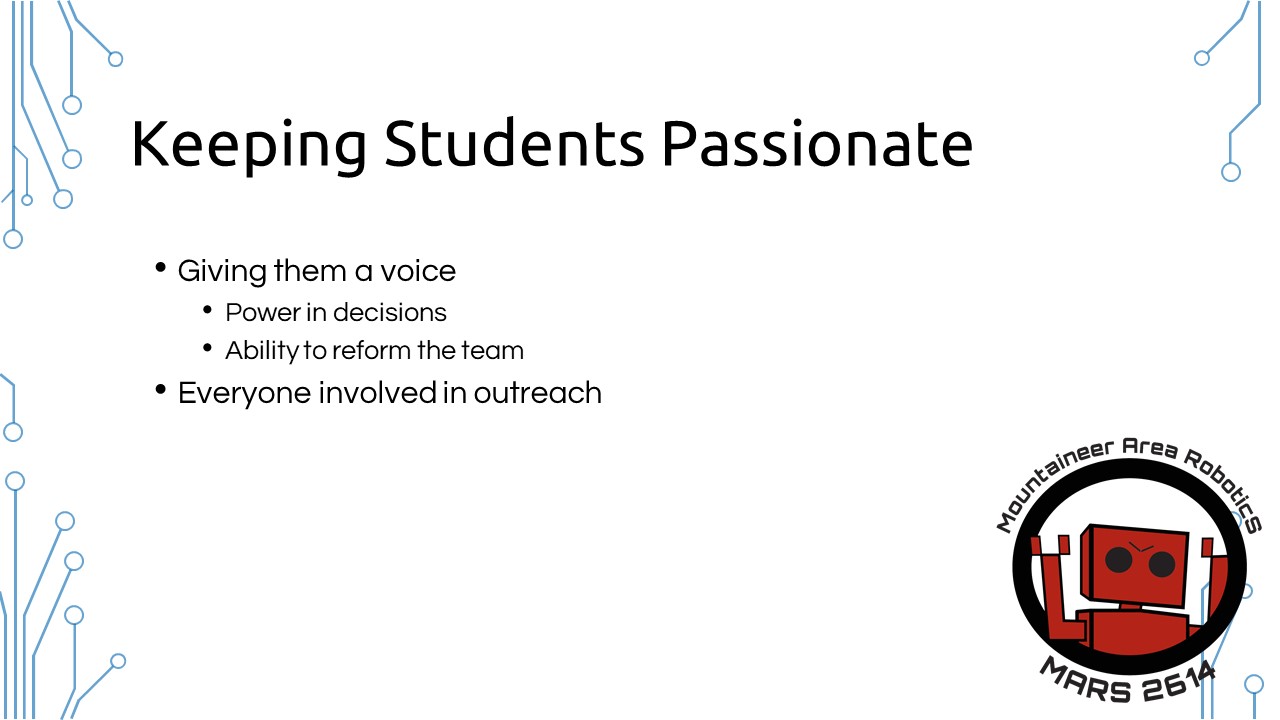 Keeping Students Passionate
• Giving them a voice
• Power in decisions
• Ability to reform the team
• Everyone involved in outreach
Mountaineer Area Robotics
MARS 2614